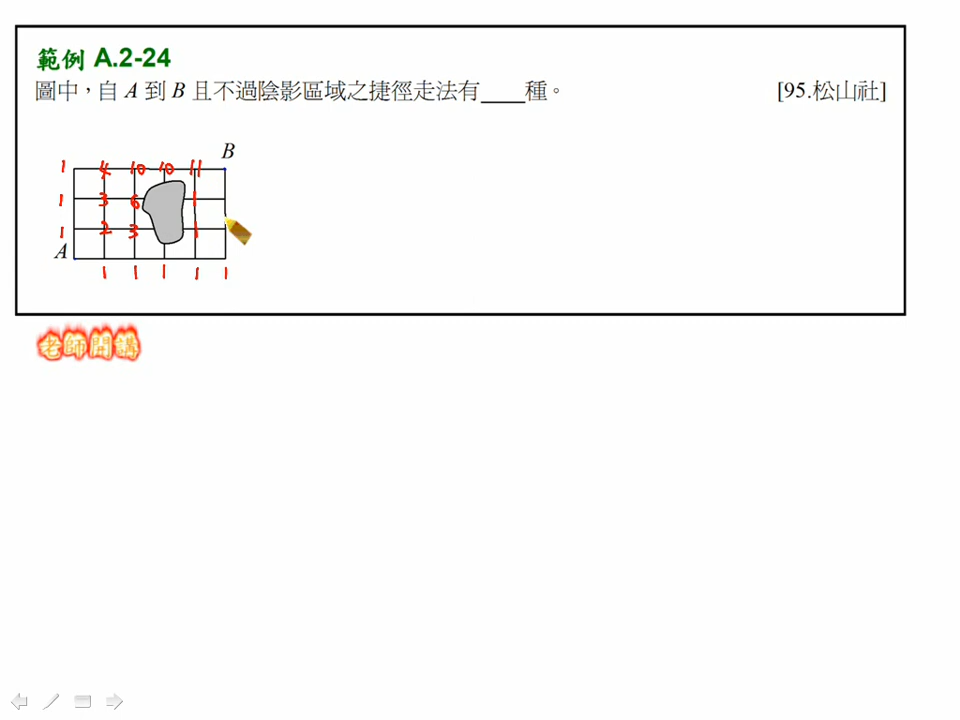 範例 A.2-24
圖中，自 A 到 B 且不過陰影區域之捷徑走法有____種。 [95.松山社]
B
1 4 10 10 11
1 3 6 1
1 2 3 1
A
1 1 1 1 1
老師開講